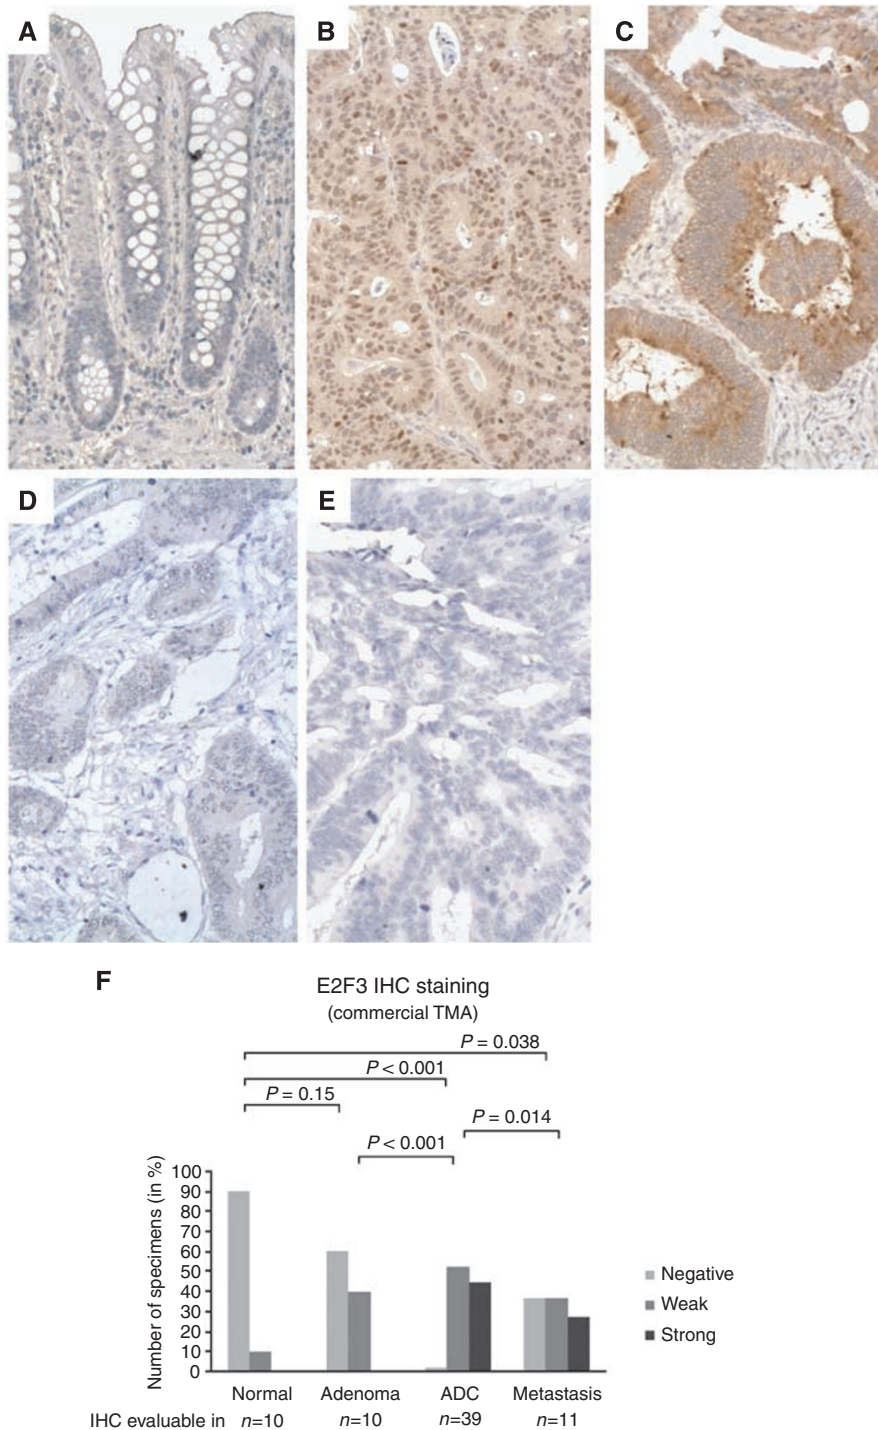 A
B
C
D
E
F
E2F3 IHC staining
(commercial TMA)
P = 0.038
P < 0.001
P = 0.15
P = 0.014
P < 0.001
Number of specimens (in %)
100
90
80
70
60
50
40
30
20
10
0
Negative
Weak
Strong
Normal Adenoma ADC Metastasis
IHC evaluable in n=10 n=10 n=39 n=11